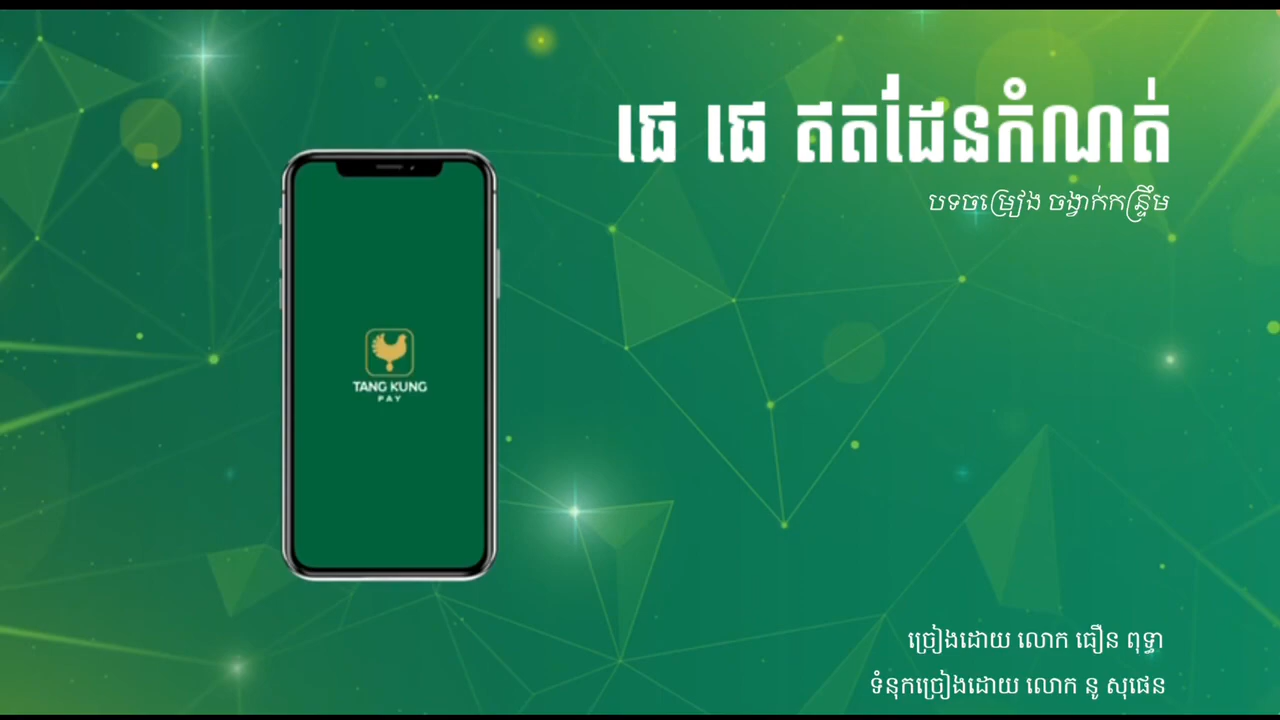 ផេ ផេ ឥតដែនកំណត់
បទចម្រៀង ចង្វាក់កន្ទ្រឹម
TANG KUNG
PAY
ច្រៀងដោយ លោក ធឿន ពុទ្ធា
ទំនុកច្រៀងដោយ លោក នូ សុផេន